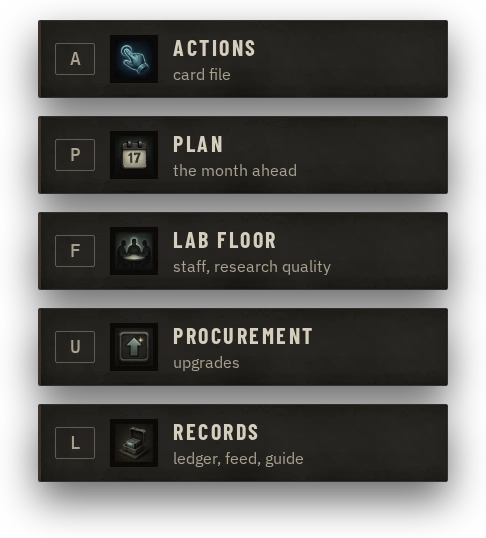 A
ACTIONS
card file
P
17
PLAN
the month ahead
F
LAB FLOOR
staff, research quality
U
PROCUREMENT
upgrades
L
RECORDS
ledger, feed, guide